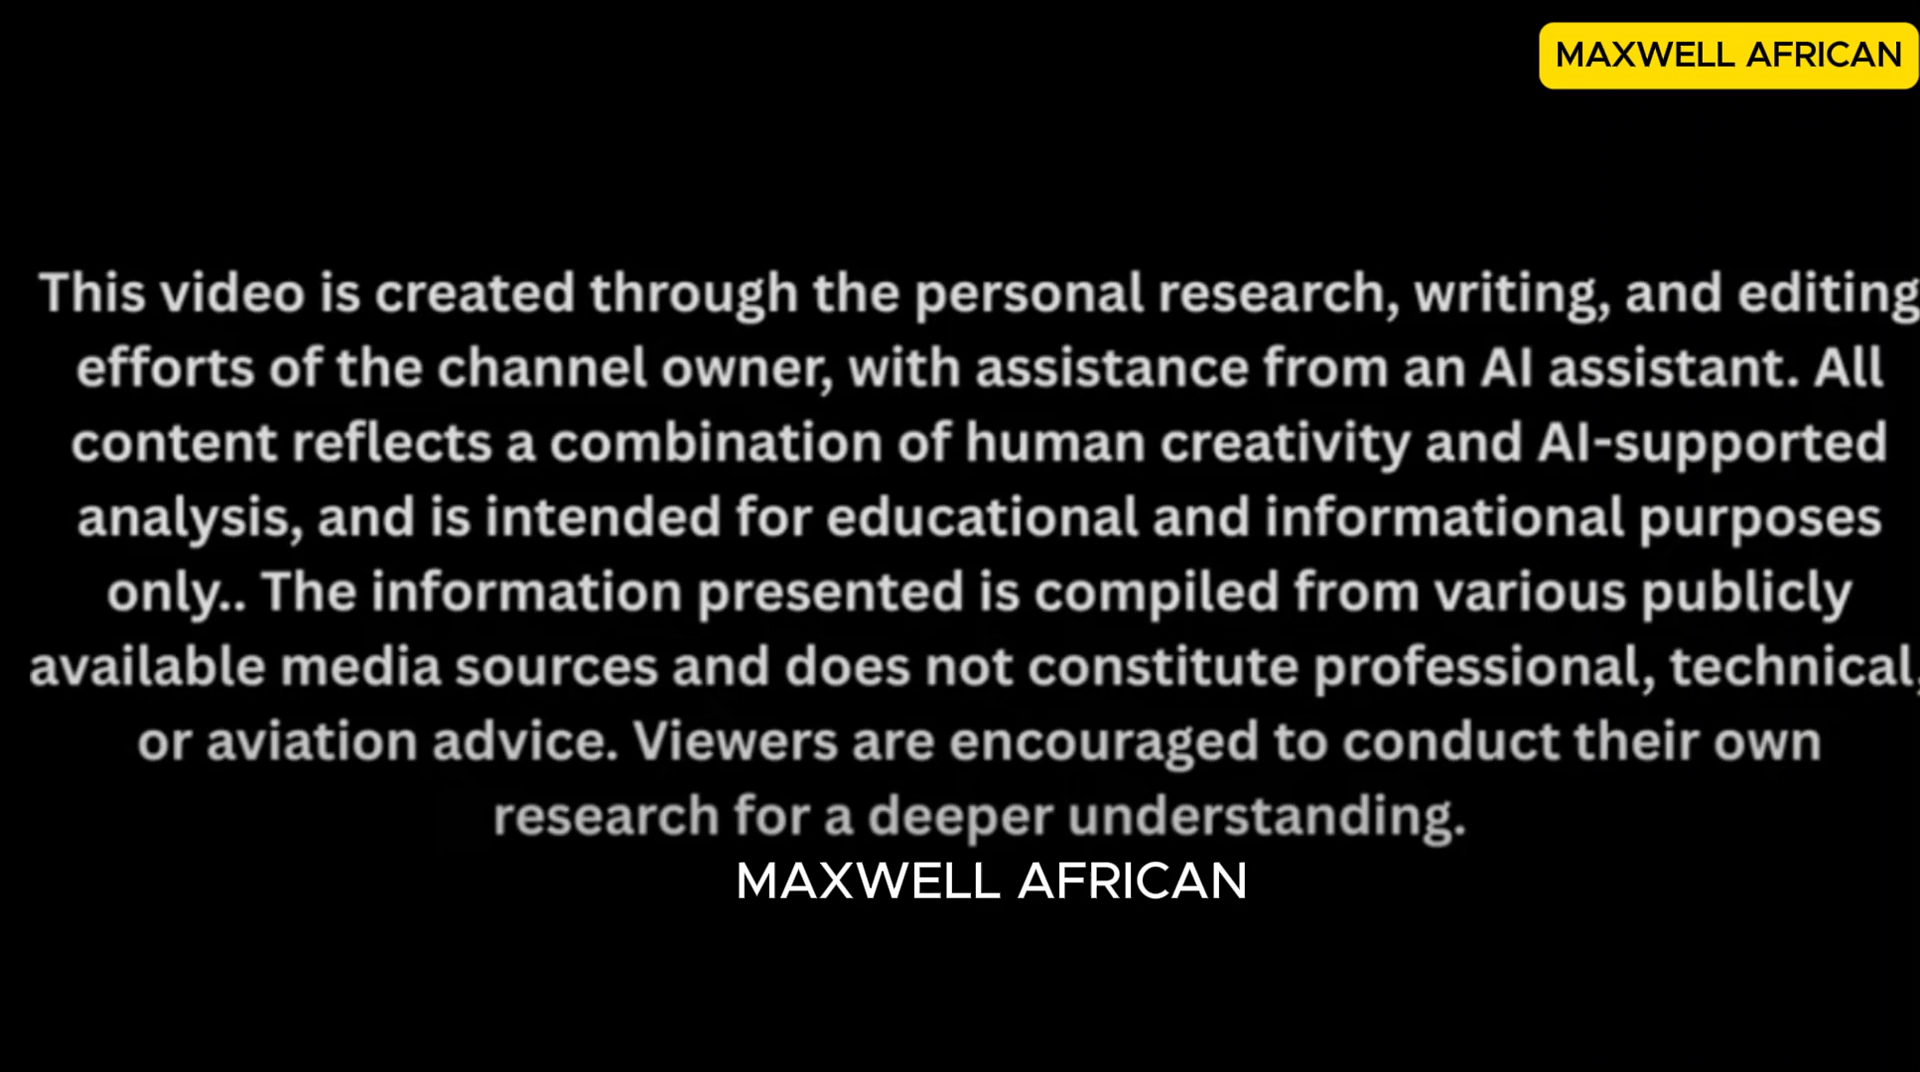 MAXWELL AFRICAN
This video is created through the personal research, writing, and editing
efforts of the channel owner, with assistance from an AI assistant. All
content reflects a combination of human creativity and AI-supported
analysis, and is intended for educational and informational purposes
only.. The information presented is compiled from various publicly
available media sources and does not constitute professional, technical,
or aviation advice. Viewers are encouraged to conduct their own
research for a deeper understanding.
MAXWELL AFRICAN